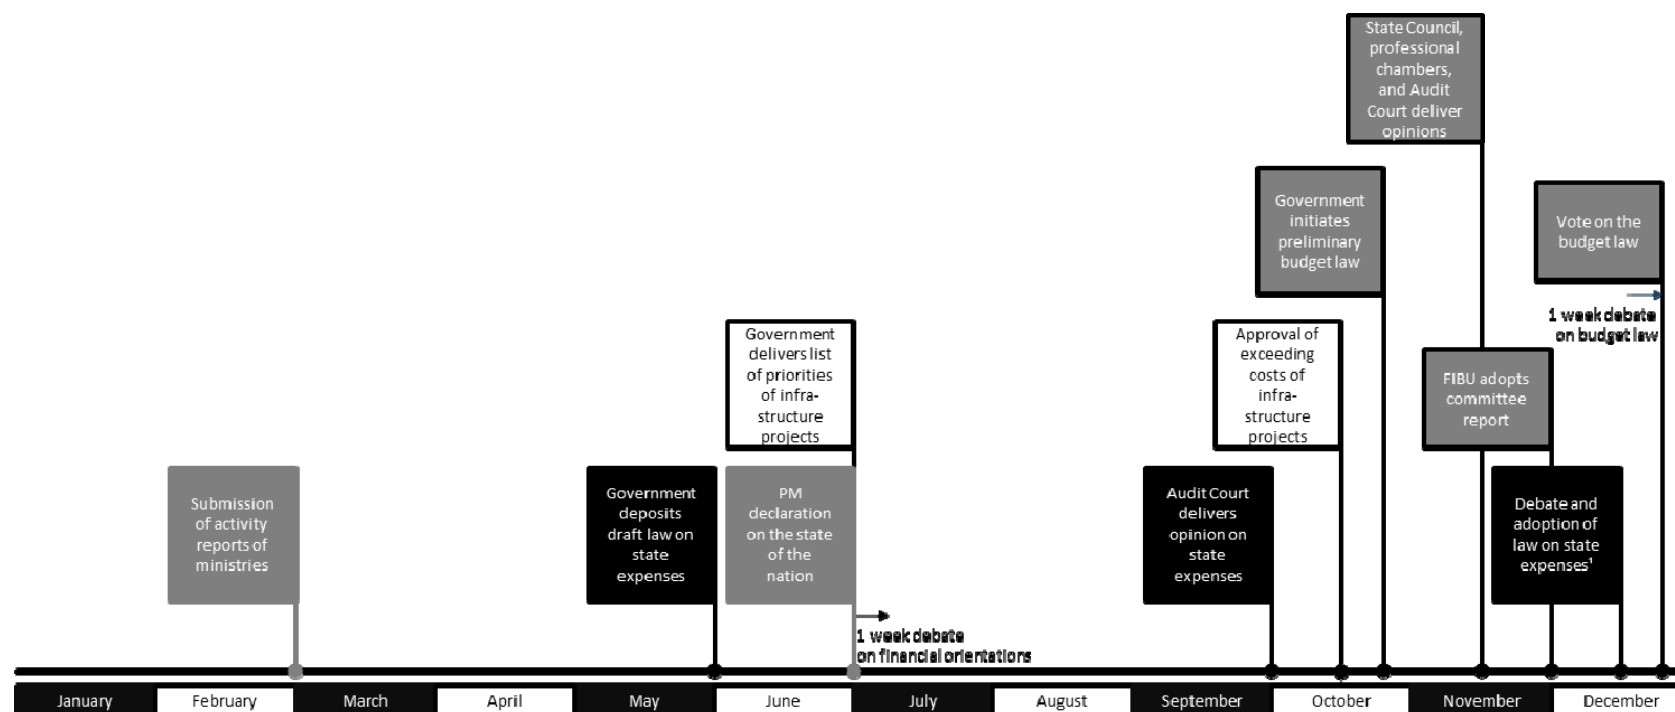 State Council,
professional
chambers,
and Audit
Court deliver
opinions
Government
initiates
preliminary
budget law
Vote on the
budget law
1 week debate
on budget law
Government
delivers list
of priorities
of infra-
structure
projects
Approval of
exceeding
costs of
infra-
structure
projects
FIBU adopts
committee
report
Submission
of activity
reports of
ministries
Government
deposits
draft law on
state
expenses
PM
declaration
on the state
of the
nation
Audit Court
delivers
opinion on
state
expenses
Debate and
adoption of
law on state
expenses¹
1 week debate
on financial orientations
January February March April May June July August September October November December